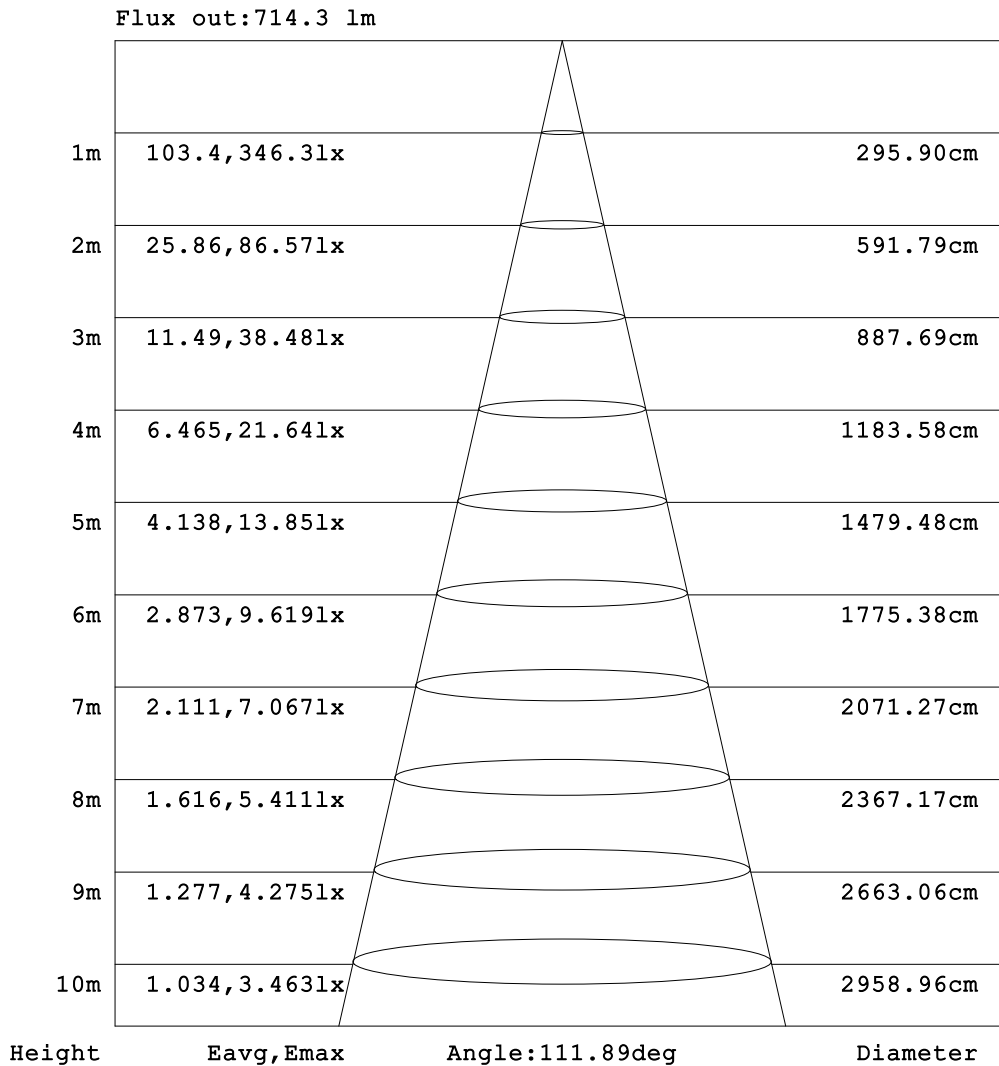 Flux out:714.3 lm
1m 103.4,346.3lx 295.90cm
2m 25.86,86.57lx 591.79cm
3m 11.49,38.48lx 887.69cm
4m 6.465,21.64lx 1183.58cm
5m 4.138,13.85lx 1479.48cm
6m 2.873,9.619lx 1775.38cm
7m 2.111,7.067lx 2071.27cm
8m 1.616,5.411lx 2367.17cm
9m 1.277,4.275lx 2663.06cm
10m 1.034,3.463lx 2958.96cm
Height Eavg,Emax Angle:111.89deg Diameter